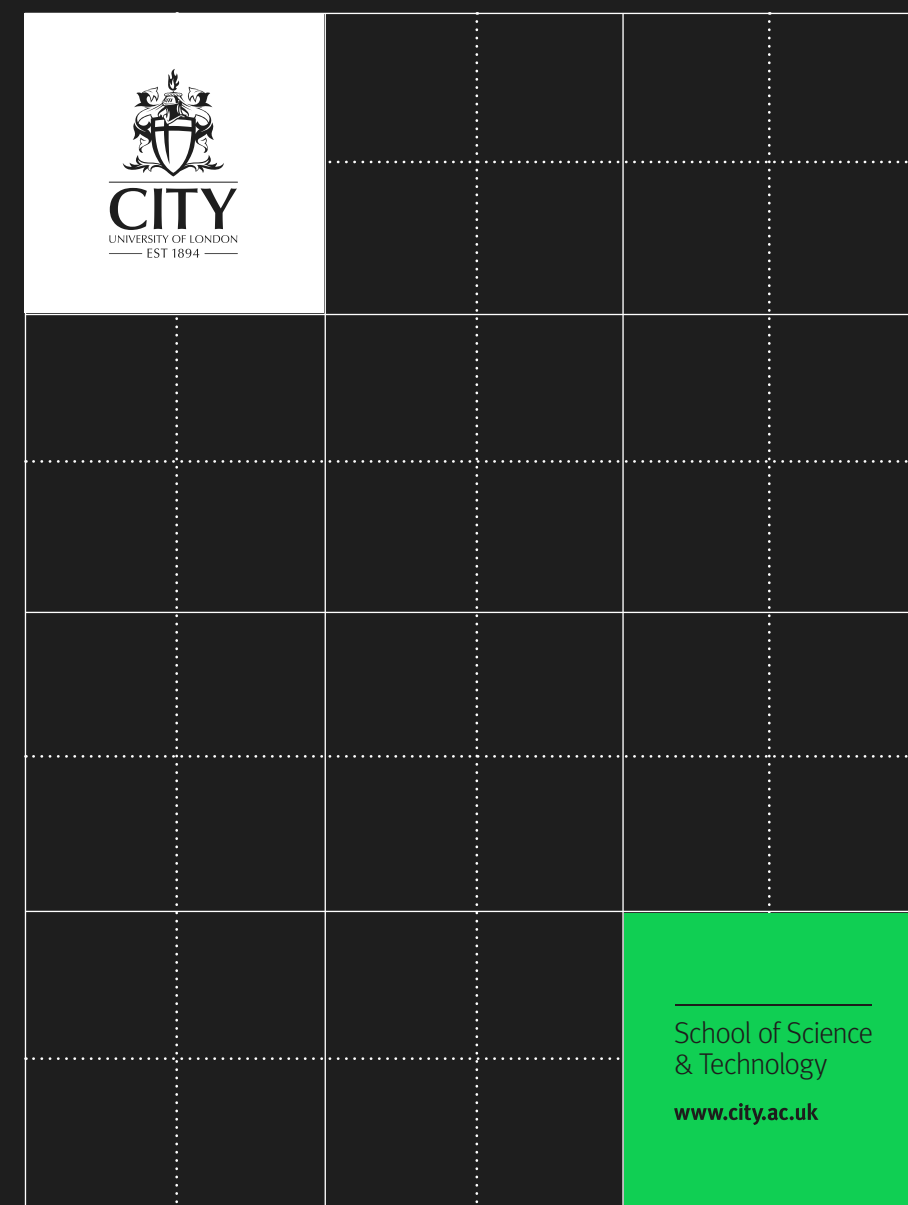 CITY
UNIVERSITY OF LONDON
EST 1894
School of Science
& Technology
www.city.ac.uk